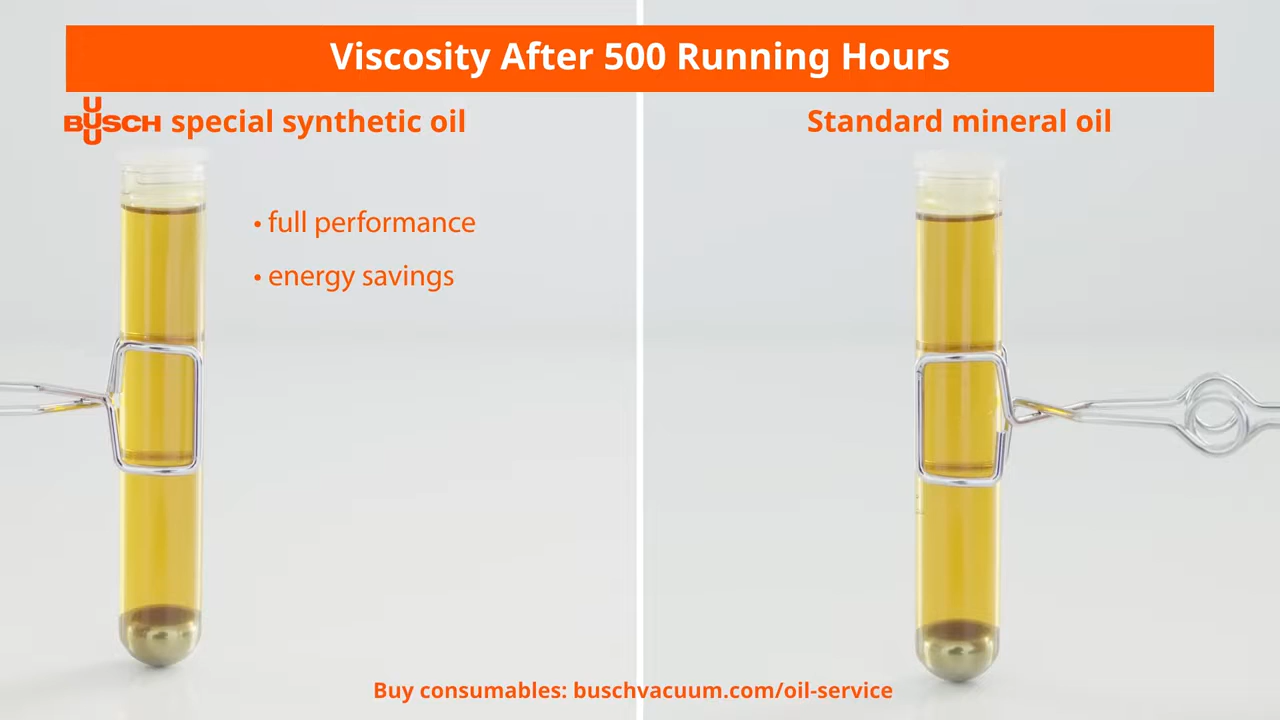 Viscosity After 500 Running Hours
BUSCH special synthetic oil
Standard mineral oil
• full performance
• energy savings
Buy consumables: buschvacuum.com/oil-service